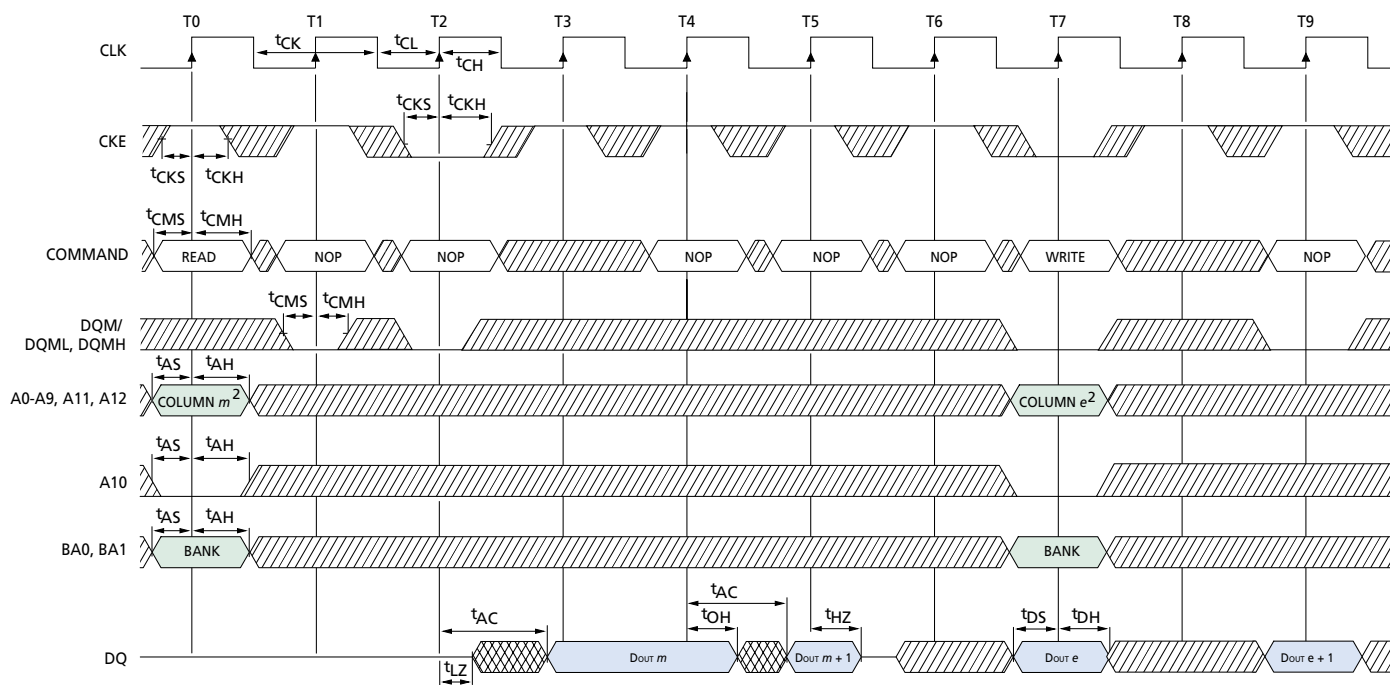 T0 T1 T2 T3 T4 T5 T6 T7 T8 T9
CLK
tCK tCL
tCH
tCKS tCKH
CKE
tCKS tCKH
tCMS tCMH
COMMAND READ NOP NOP NOP NOP NOP WRITE NOP
tCMS tCMH
DQM/
DQML, DQMH
tAS tAH
A0-A9, A11, A12 COLUMN m2 COLUMN e2
tAS tAH
A10
tAS tAH
BA0, BA1 BANK BANK
tAC
tAC tOH tHZ tDS tDH
DQ DOUT m DOUT m + 1 DOUT e DOUT e + 1
tLZ